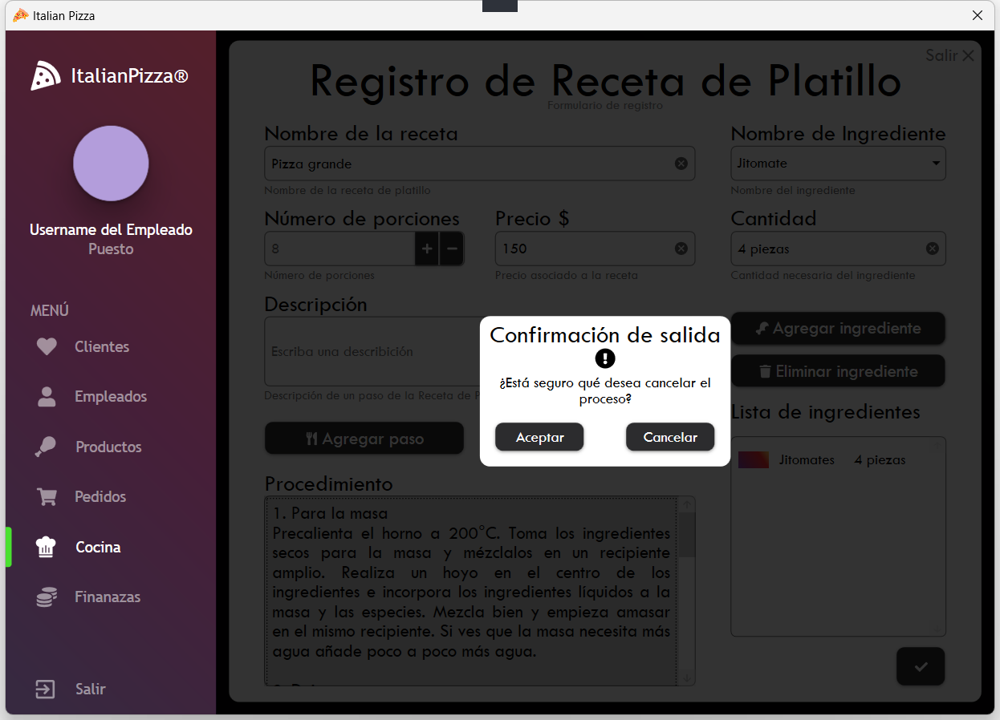 Italian Pizza
ItalianPizza®
Username del Empleado
Puesto
MENÚ
Clientes
Empleados
Productos
Pedidos
Cocina
Finanazas
Salir
Salir
Registro de Receta de Platillo
Formulario de registro
Nombre de la receta
Pizza grande
Nombre de la receta de platillo
Número de porciones
8
Número de porciones
Precio $
150
Precio asociado a la receta
Nombre de Ingrediente
Jitomate
Nombre del ingrediente
Cantidad
4 piezas
Cantidad necesaria del ingrediente
Descripción
Escriba una describición
Descripción de un paso de la Receta de P
Agregar paso
Agregar ingrediente
Eliminar ingrediente
Confirmación de salida
¿Está seguro qué desea cancelar el
proceso?
Aceptar
Cancelar
Lista de ingredientes
Jitomates 4 piezas
Procedimiento
1. Para la masa
Precalienta el horno a 200°C. Toma los ingredientes
secos para la masa y mézclalos en un recipiente
amplio. Realiza un hoyo en el centro de los
ingredientes e incorpora los ingredientes líquidos a la
masa y las especies. Mezcla bien y empieza amasar
en el mismo recipiente. Si ves que la masa necesita más
agua añade poco a poco más agua.